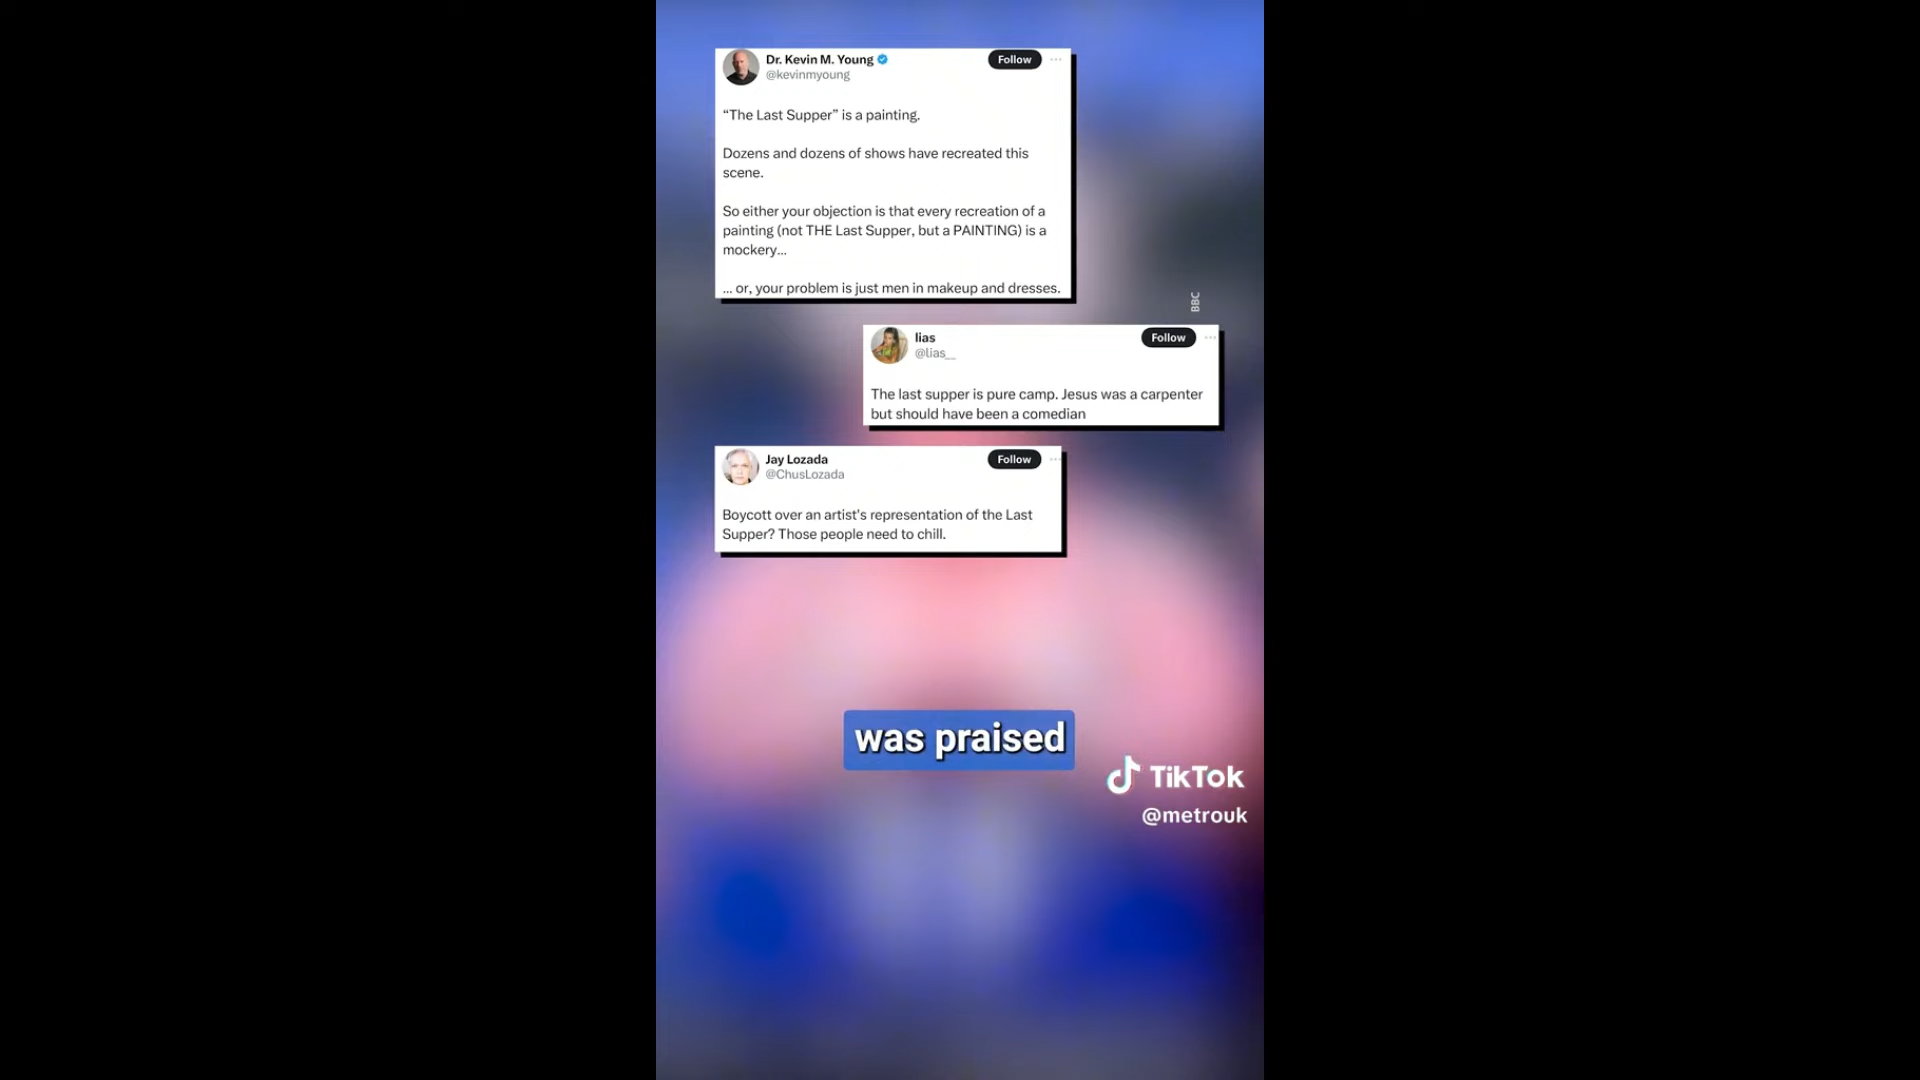 Dr. Kevin M. Young
Follow
@kevinmyoung
“The Last Supper” is a painting.
Dozens and dozens of shows have recreated this
scene.
So either your objection is that every recreation of a
painting (not THE Last Supper, but a PAINTING) is a
mockery...
... or, your problem is just men in makeup and dresses.
BBC
lias
Follow
@lias__
The last supper is pure camp. Jesus was a carpenter
but should have been a comedian
Jay Lozada
Follow
@ChusLozada
Boycott over an artist's representation of the Last
Supper? Those people need to chill.
was praised
TikTok
@metrouk